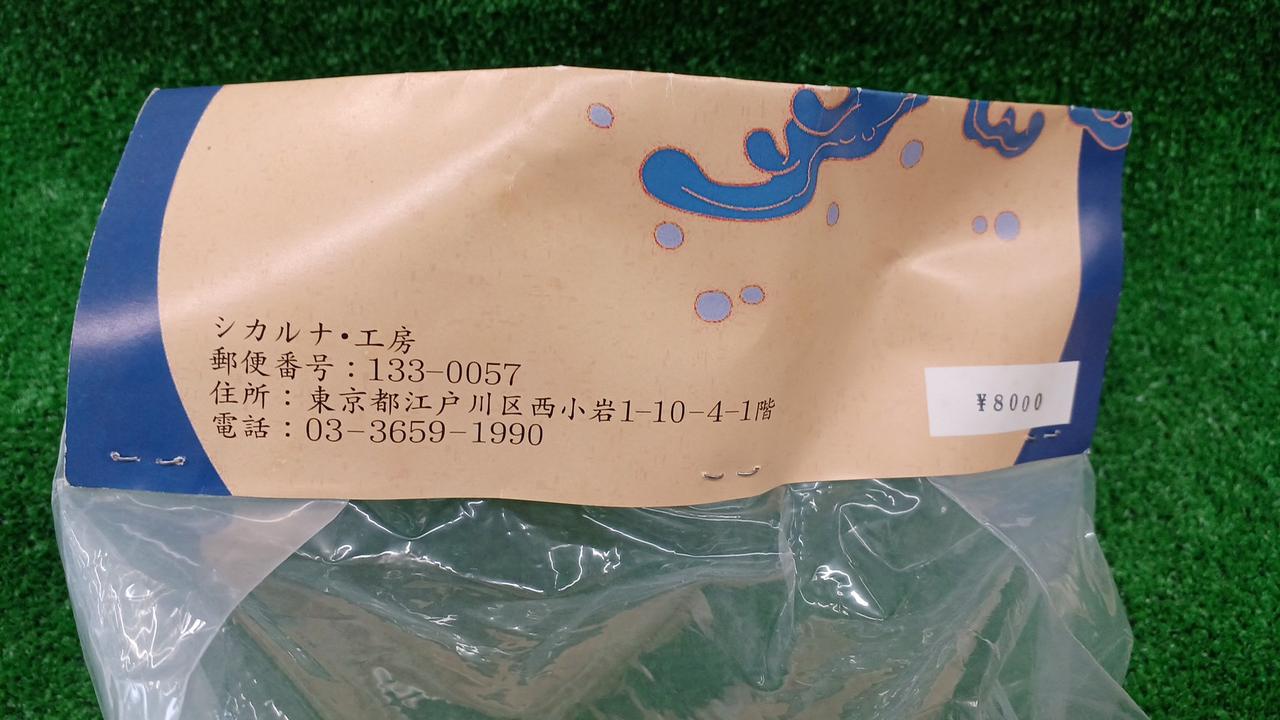 シカルナ・工房
郵便番号：133-0057
住所：東京都江戸川区西小岩1-10-4-1階
電話：03-3659-1990
¥8000